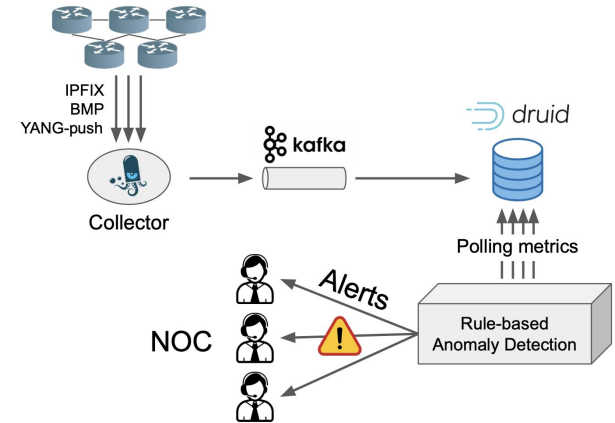 IPFIX
BMP
YANG-push
Collector
kafka
druid
Polling metrics
Alerts
NOC
Rule-based
Anomaly Detection